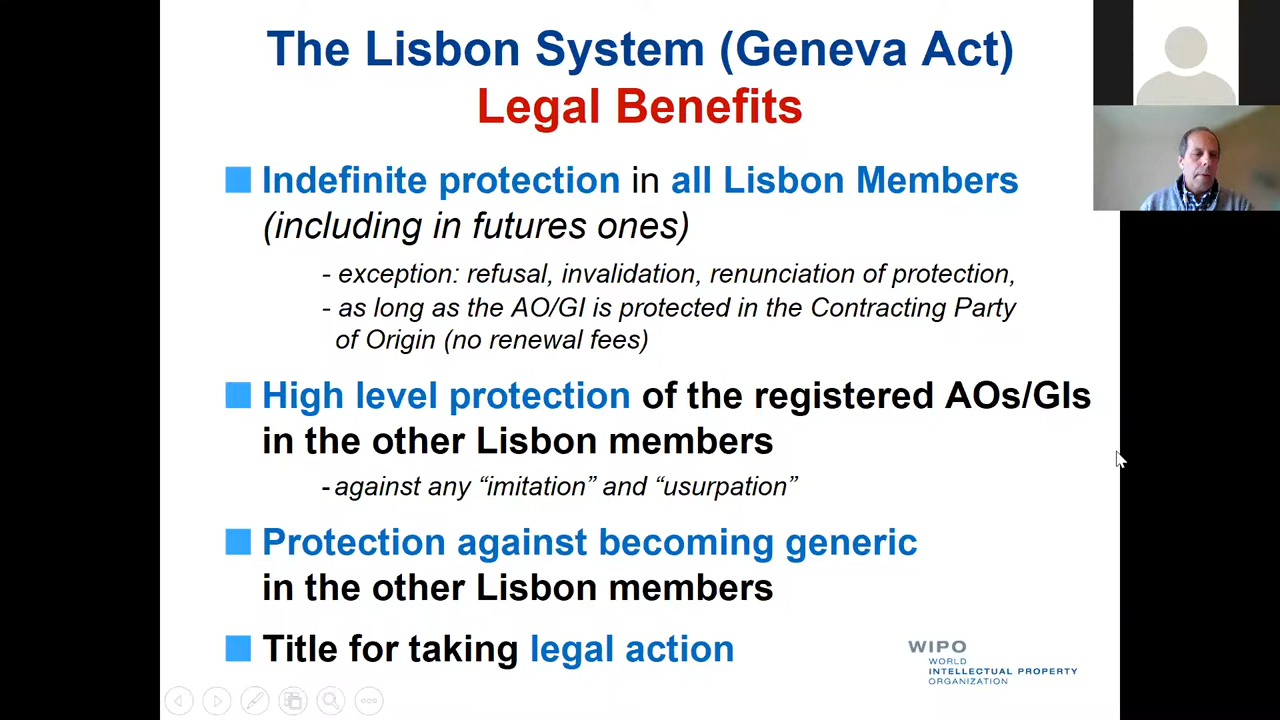 The Lisbon System (Geneva Act)
Legal Benefits
Indefinite protection in all Lisbon Members
(including in futures ones)
- exception: refusal, invalidation, renunciation of protection,
- as long as the AO/GI is protected in the Contracting Party
of Origin (no renewal fees)
High level protection of the registered AOs/GIs
in the other Lisbon members
- against any “imitation” and “usurpation”
Protection against becoming generic
in the other Lisbon members
Title for taking legal action
WIPO
WORLD
INTELLECTUAL PROPERTY
ORGANIZATION